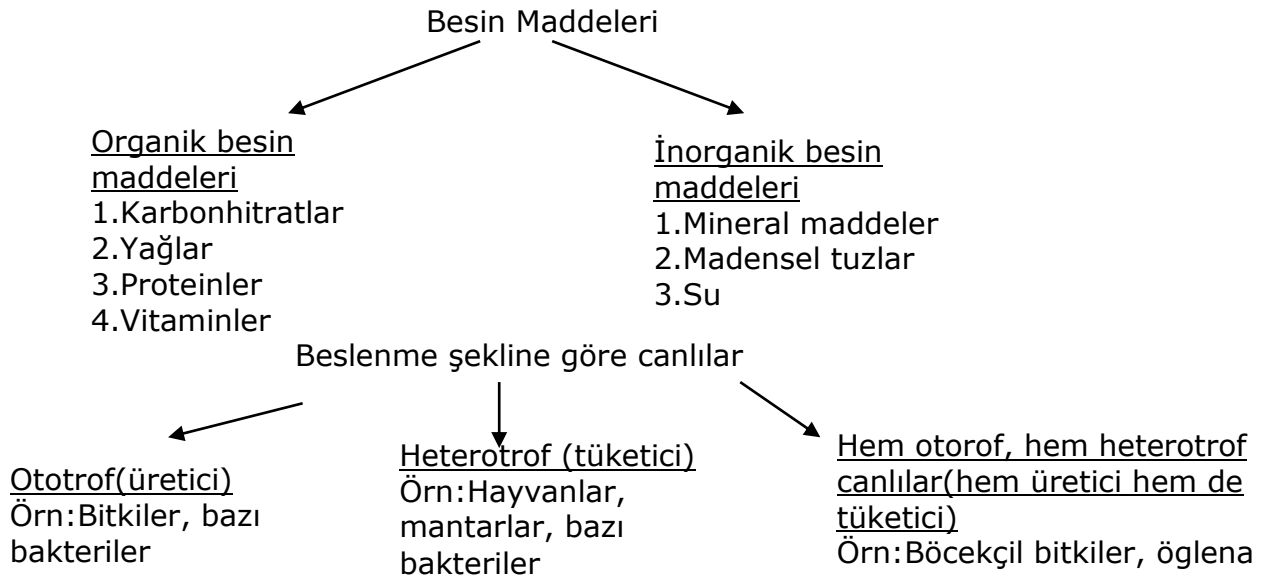 Besin Maddeleri
Organik besin
maddeleri
1.Karbonhitratlar
2.Yağlar
3.Proteinler
4.Vitaminler
İnorganik besin
maddeleri
1.Mineral maddeler
2.Madensel tuzlar
3.Su
Beslenme şekline göre canlılar
Ototrof(üretici)
Örn:Bitkiler, bazı
bakteriler
Heterotrof (tüketici)
Örn:Hayvanlar,
mantarlar, bazı
bakteriler
Hem otorof, hem heterotrof
canlılar(hem üretici hem de
tüketici)
Örn:Böcekçil bitkiler, öglena